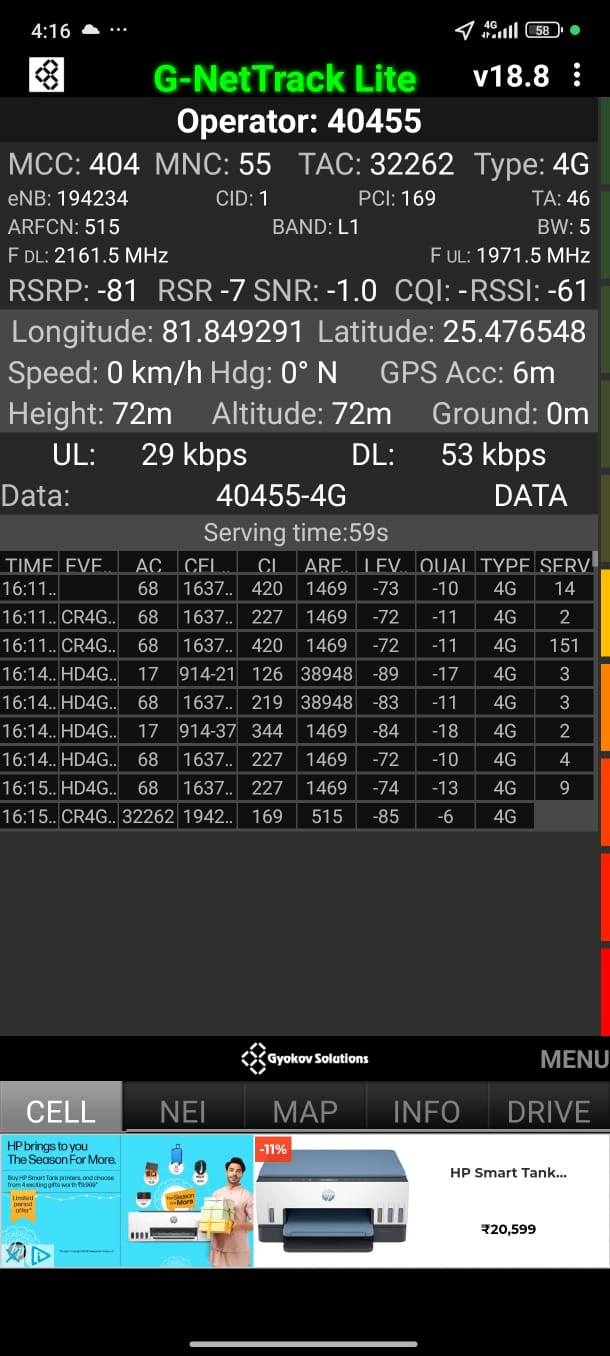 4:16 ... 4G 58
G-NetTrack Lite v18.8
Operator: 40455
MCC: 404 MNC: 55 TAC: 32262 Type: 4G
eNB: 194234 CID: 1 PCI: 169 TA: 46
ARFCN: 515 BAND: L1 BW: 5
F DL: 2161.5 MHz F UL: 1971.5 MHz
RSRP: -81 RSR -7 SNR: -1.0 CQI: - RSSI: -61
Longitude: 81.849291 Latitude: 25.476548
Speed: 0 km/h Hdg: 0° N GPS Acc: 6m
Height: 72m Altitude: 72m Ground: 0m
UL: 29 kbps DL: 53 kbps
Data: 40455-4G DATA
Serving time:59s
TIME EVE.. AC CEL.. CI ARF.. LEV.. QUAL TYPE SERV
16:11.. 68 1637.. 420 1469 -73 -10 4G 14
16:11.. CR4G.. 68 1637.. 227 1469 -72 -11 4G 2
16:11.. CR4G.. 68 1637.. 420 1469 -72 -11 4G 151
16:14.. HD4G.. 17 914-21 126 38948 -89 -17 4G 3
16:14.. HD4G.. 68 1637.. 219 38948 -83 -11 4G 3
16:14.. HD4G.. 17 914-37 344 1469 -84 -18 4G 2
16:14.. HD4G.. 68 1637.. 227 1469 -72 -10 4G 4
16:15.. HD4G.. 68 1637.. 227 1469 -74 -13 4G 9
16:15.. CR4G.. 32262 1942.. 169 515 -85 -6 4G
Gyokov Solutions MENU
CELL NEI MAP INFO DRIVE
HP brings to you
The Season For More.
Buy HP Smart Tank printers, and choose
from 4 exciting gifts worth ₹9,999*
Limited
period
offer*
The Season
For More
-11%
hp
HP Smart Tank...
₹20,599